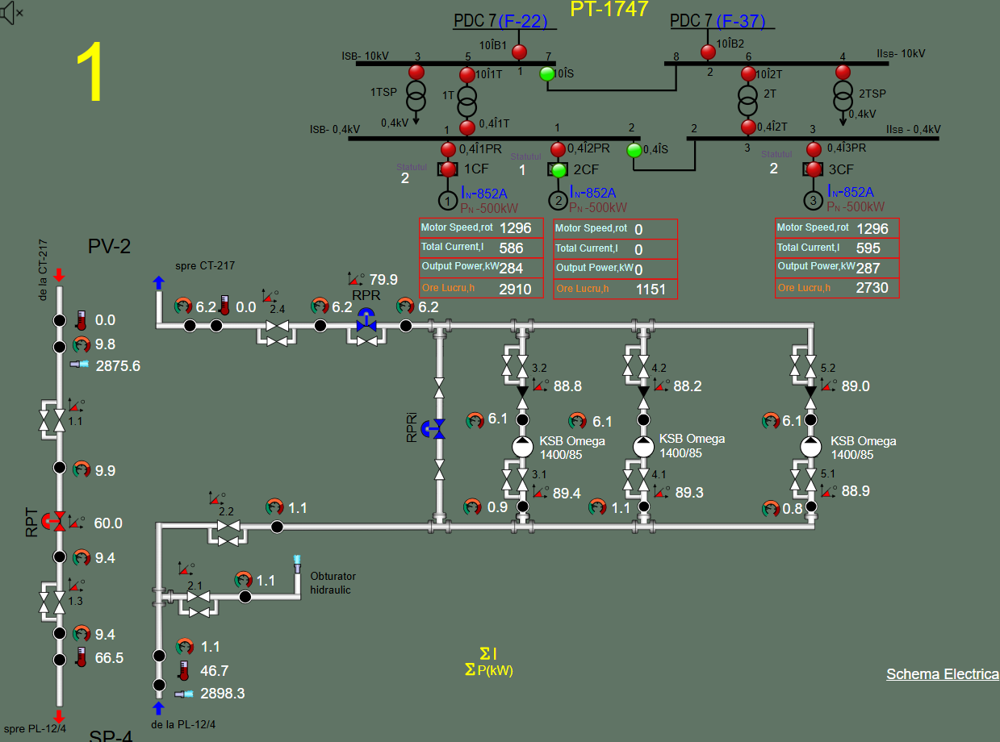 PT-1747
1
PDC 7 (F-22)
PDC 7 (F-37)
10ÎB1
10ÎB2
ISB- 10kV
3
5
7
8
6
4
IISB- 10kV
1
2
10Î1T
10ÎS
10Î2T
1TSP
1T
2T
2TSP
0,4kV
0,4kV
ISB- 0,4kV
0,4Î1T
0,4Î2T
IISB - 0,4kV
1
1
2
2
3
3
0,4Î1PR
0,4Î2PR
0,4ÎS
0,4Î3PR
Statutul
2
1CF
Statutul
1
2CF
Statutul
2
3CF
1
IN-852A
PN -500kW
2
IN-852A
PN -500kW
3
IN-852A
PN -500kW
Motor Speed,rot 1296
Total Current,I 586
Output Power,kW 284
Ore Lucru,h 2910
Motor Speed,rot 0
Total Current,I 0
Output Power,kW 0
Ore Lucru,h 1151
Motor Speed,rot 1296
Total Current,I 595
Output Power,kW 287
Ore Lucru,h 2730
de la CT-217
PV-2
spre CT-217
0.0
9.8
2875.6
1.1
9.9
RPT
60.0
9.4
1.3
9.4
66.5
spre PL-12/4
6.2
0.0
2.4
6.2
79.9
RPR
6.2
RPRi
3.2
88.8
6.1
KSB Omega
1400/85
3.1
89.4
0.9
4.2
88.2
6.1
KSB Omega
1400/85
4.1
89.3
1.1
5.2
89.0
6.1
KSB Omega
1400/85
5.1
88.9
0.8
2.2
1.1
2.1
1.1
Obturator
hidraulic
1.1
46.7
2898.3
de la PL-12/4
SP-4
Σ I
Σ P(kW)
Schema Electrica